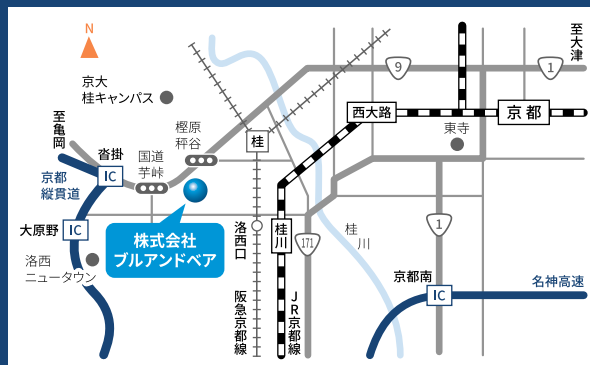 N
至大津
9
1
京大
桂キャンパス
至亀岡
樫原
秤谷
西大路
京都
東寺
沓掛
IC
国道
芋峠
桂
京都
縦貫道
大原野
IC
株式会社
ブルアンドベア
洛西口
桂川
171
桂
川
1
洛西
ニュータウン
京都南
IC
名神高速
阪急京都線
JR京都線